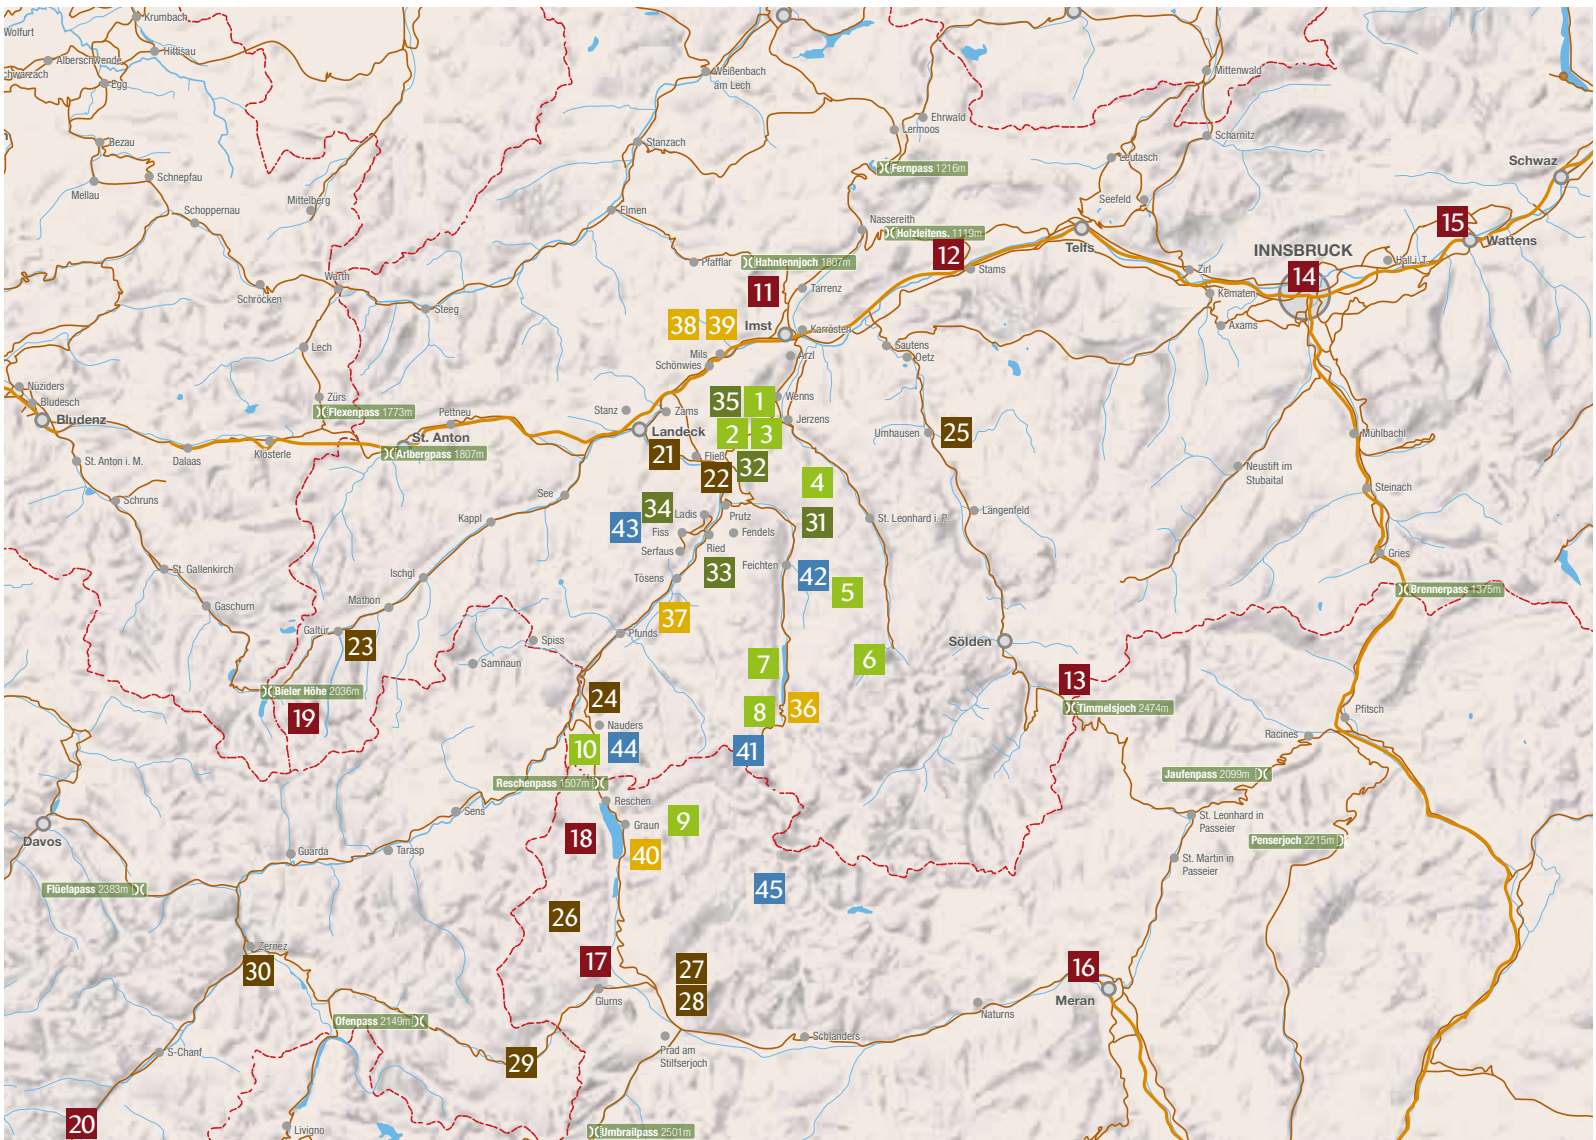 Krumbach
Wolfurt
Hittisau
Alberschwende
chwarzach
Egg
Weißenbach
am Lech
Mittenwald
Ehrwald
Lermoos
Scharnitz
Bezau
Stanzach
Leutasch
Schwaz
Fernpass 1216m
Schnepfau
Mellau
Mittelberg
Seefeld
Schoppernau
Elmen
Nassereith
15
Holzleitens. 1119m
Telfs
Wattens
INNSBRUCK
12
Pfafflar
Hahntennjoch 1807m
Stams
Zirl
Hall i. T.
14
Warth
11
Tarrenz
Kematen
Schröcken
Steeg
38
39
Imst
Karrösten
Axams
Lech
Mils
Schönwies
Arzl
Sautens
Oetz
Nüziders
Bludesch
Zürs
35
1
Wenns
Flexenpass 1773m
Pettneu
Stanz
Zams
Bludenz
Jerzens
Landeck
2
3
Umhausen
25
Mühlbachl
St. Anton
Dalaas
Klosterle
Arlbergpass 1807m
21
Fließ
St. Anton i. M.
32
22
4
Neustift im
Stubaital
Steinach
Schruns
See
34
Ladis
Prutz
Kappl
43
Fiss
Fendels
31
St. Leonhard i. P.
Längenfeld
Serfaus
Ried
Gries
St. Gallenkirch
Ischgl
Tösens
33
Feichten
42
5
Brennerpass 1375m
Gaschurn
Mathon
37
Galtür
23
Spiss
Pfunds
Sölden
Samnaun
7
6
13
Bieler Höhe 2036m
24
8
36
Timmelsjoch 2474m
Pfitsch
19
Nauders
Racines
10
44
41
Jaufenpass 2099m
Reschenpass 1507m
Reschen
Sens
9
Graun
St. Leonhard in
Passeier
Davos
18
Penserjoch 2215m
Guarda
Tarasp
40
St. Martin in
Passeier
Flüelapass 2383m
45
26
Zernez
17
27
16
30
Glurns
28
Meran
Naturns
Ofenpass 2149m
Schlanders
S-Chanf
29
Prad am
Stilfserjoch
20
Livigno
Umbrailpass 2501m